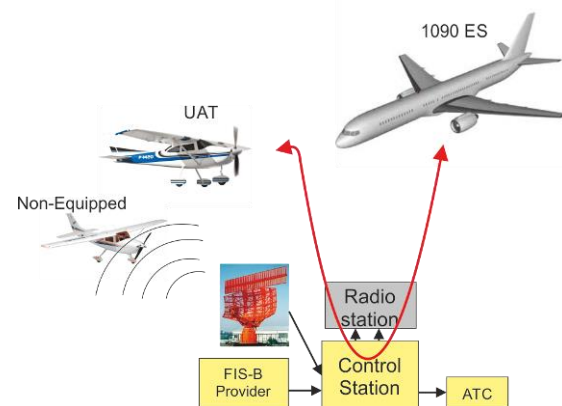 1090 ES
UAT
Non-Equipped
Radio
station
FIS-B
Provider
Control
Station
ATC